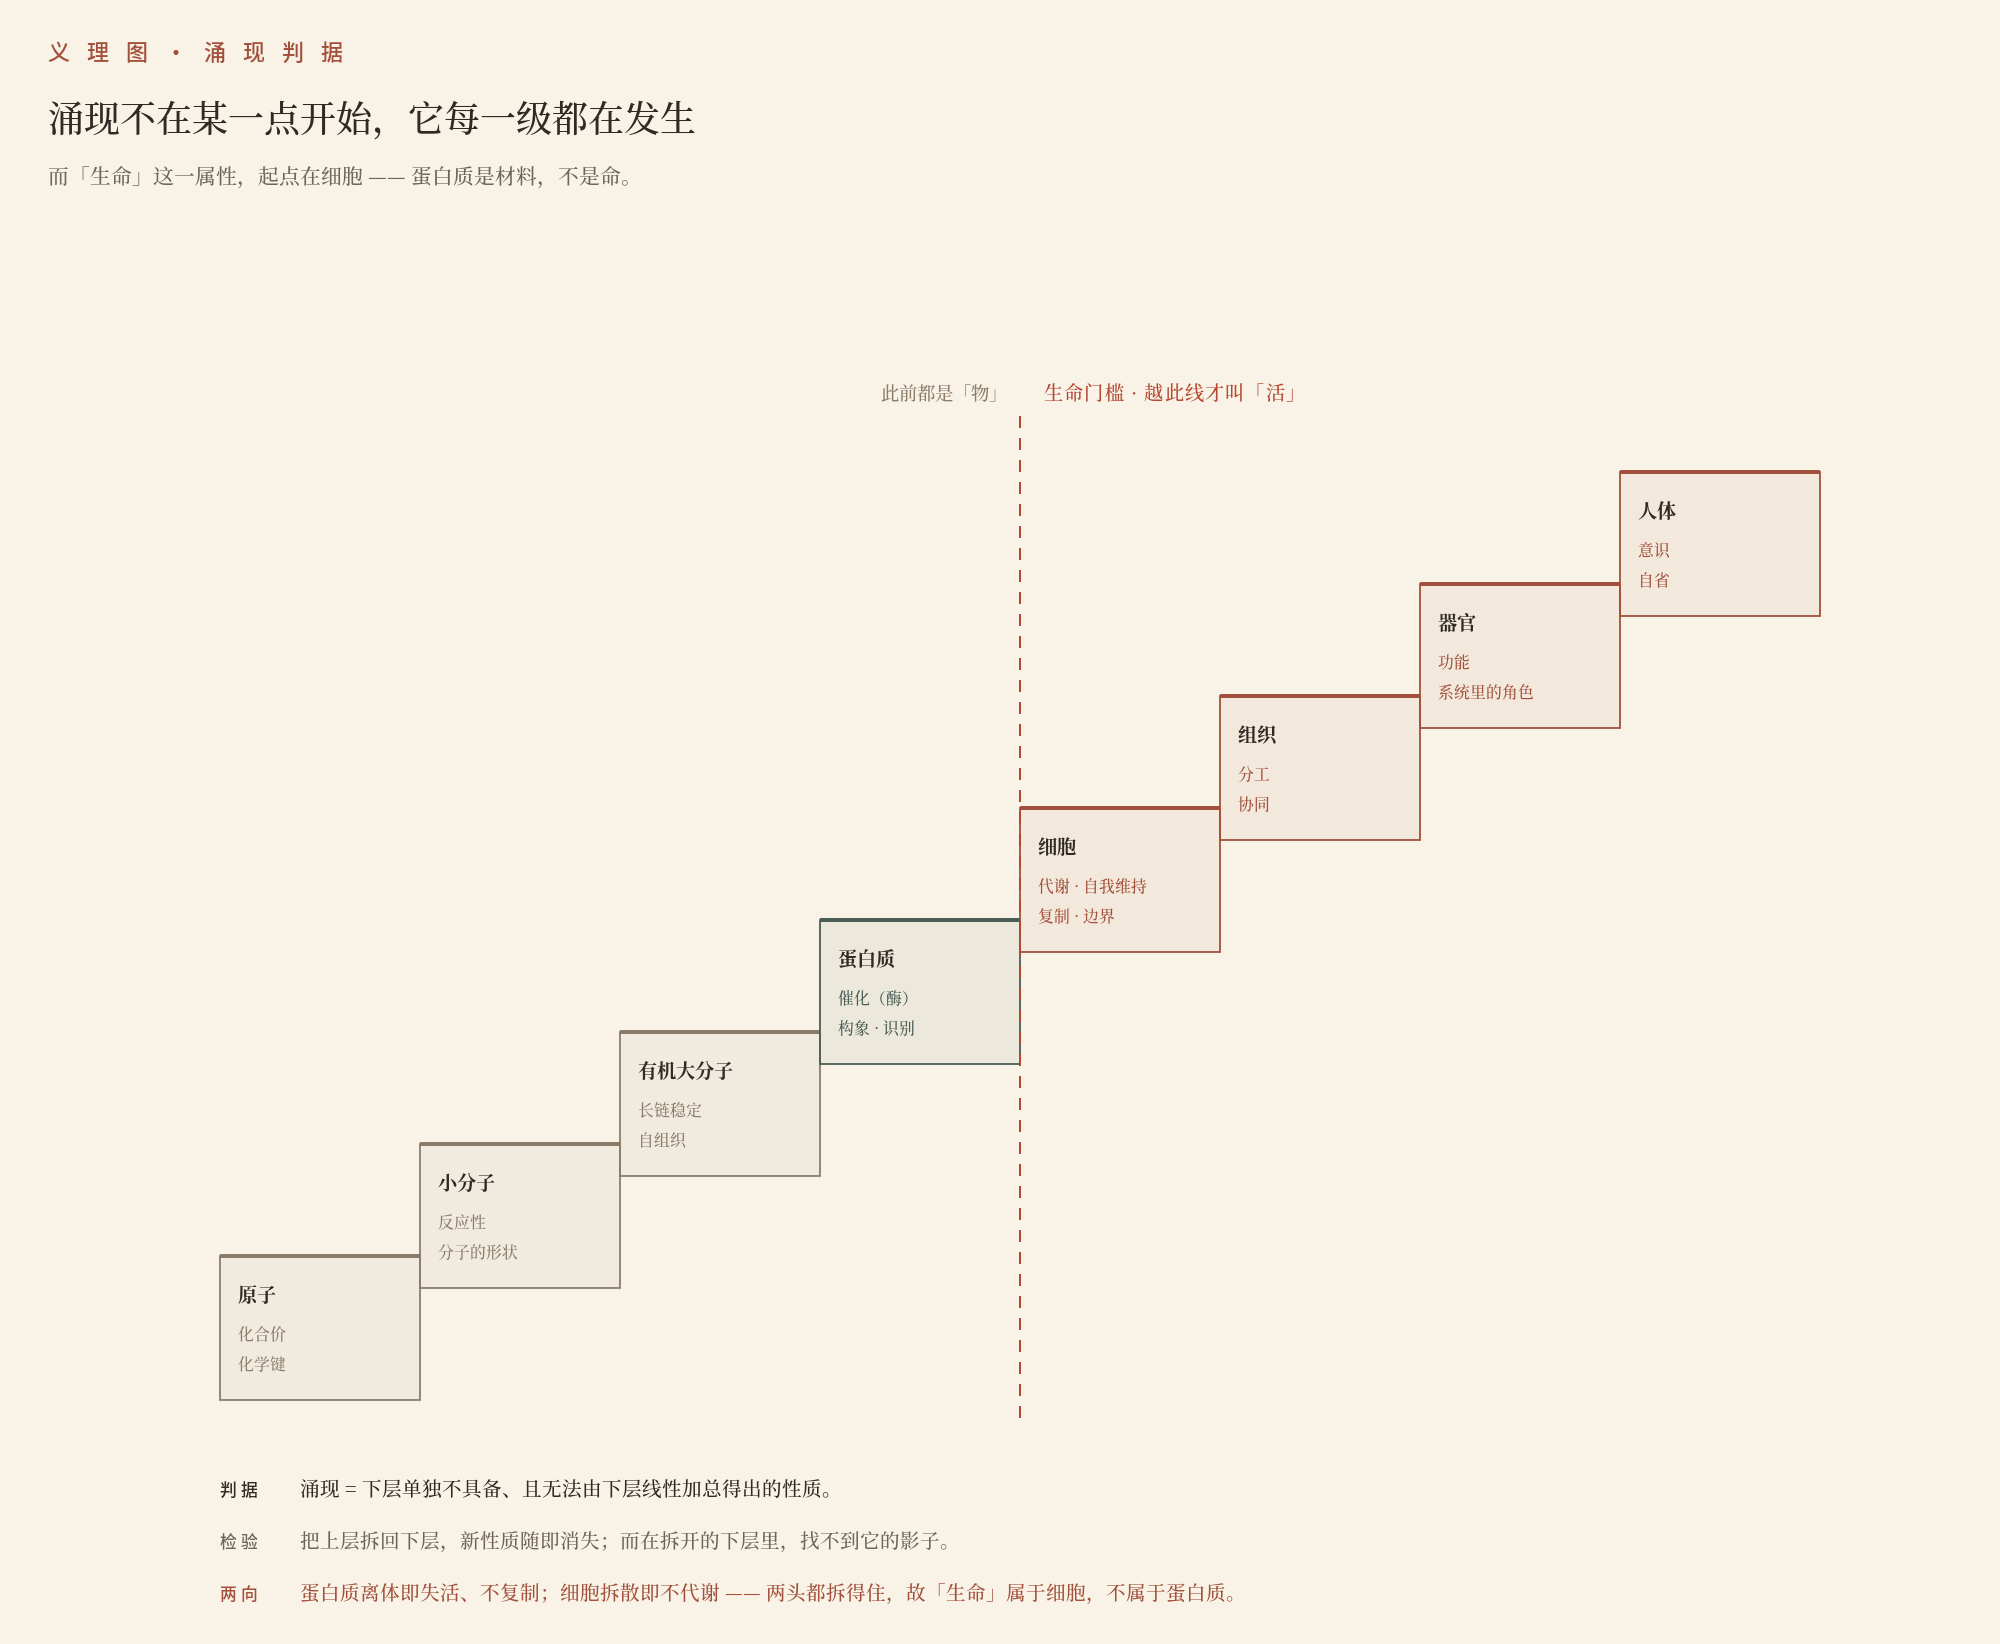 义理图·涌现判据
涌现不在某一点开始，它每一级都在发生
而「生命」这一属性，起点在细胞 —— 蛋白质是材料，不是命。
此前都是「物」
生命门槛 · 越此线才叫「活」
人体
意识
自省
器官
功能
系统里的角色
组织
分工
协同
细胞
代谢 · 自我维持
复制 · 边界
蛋白质
催化（酶）
构象 · 识别
有机大分子
长链稳定
自组织
小分子
反应性
分子的形状
原子
化合价
化学键
判据 涌现 = 下层单独不具备、且无法由下层线性加总得出的性质。
检验 把上层拆回下层，新性质随即消失；而在拆开的下层里，找不到它的影子。
两向 蛋白质离体即失活、不复制；细胞拆散即不代谢 —— 两头都拆得住，故「生命」属于细胞，不属于蛋白质。